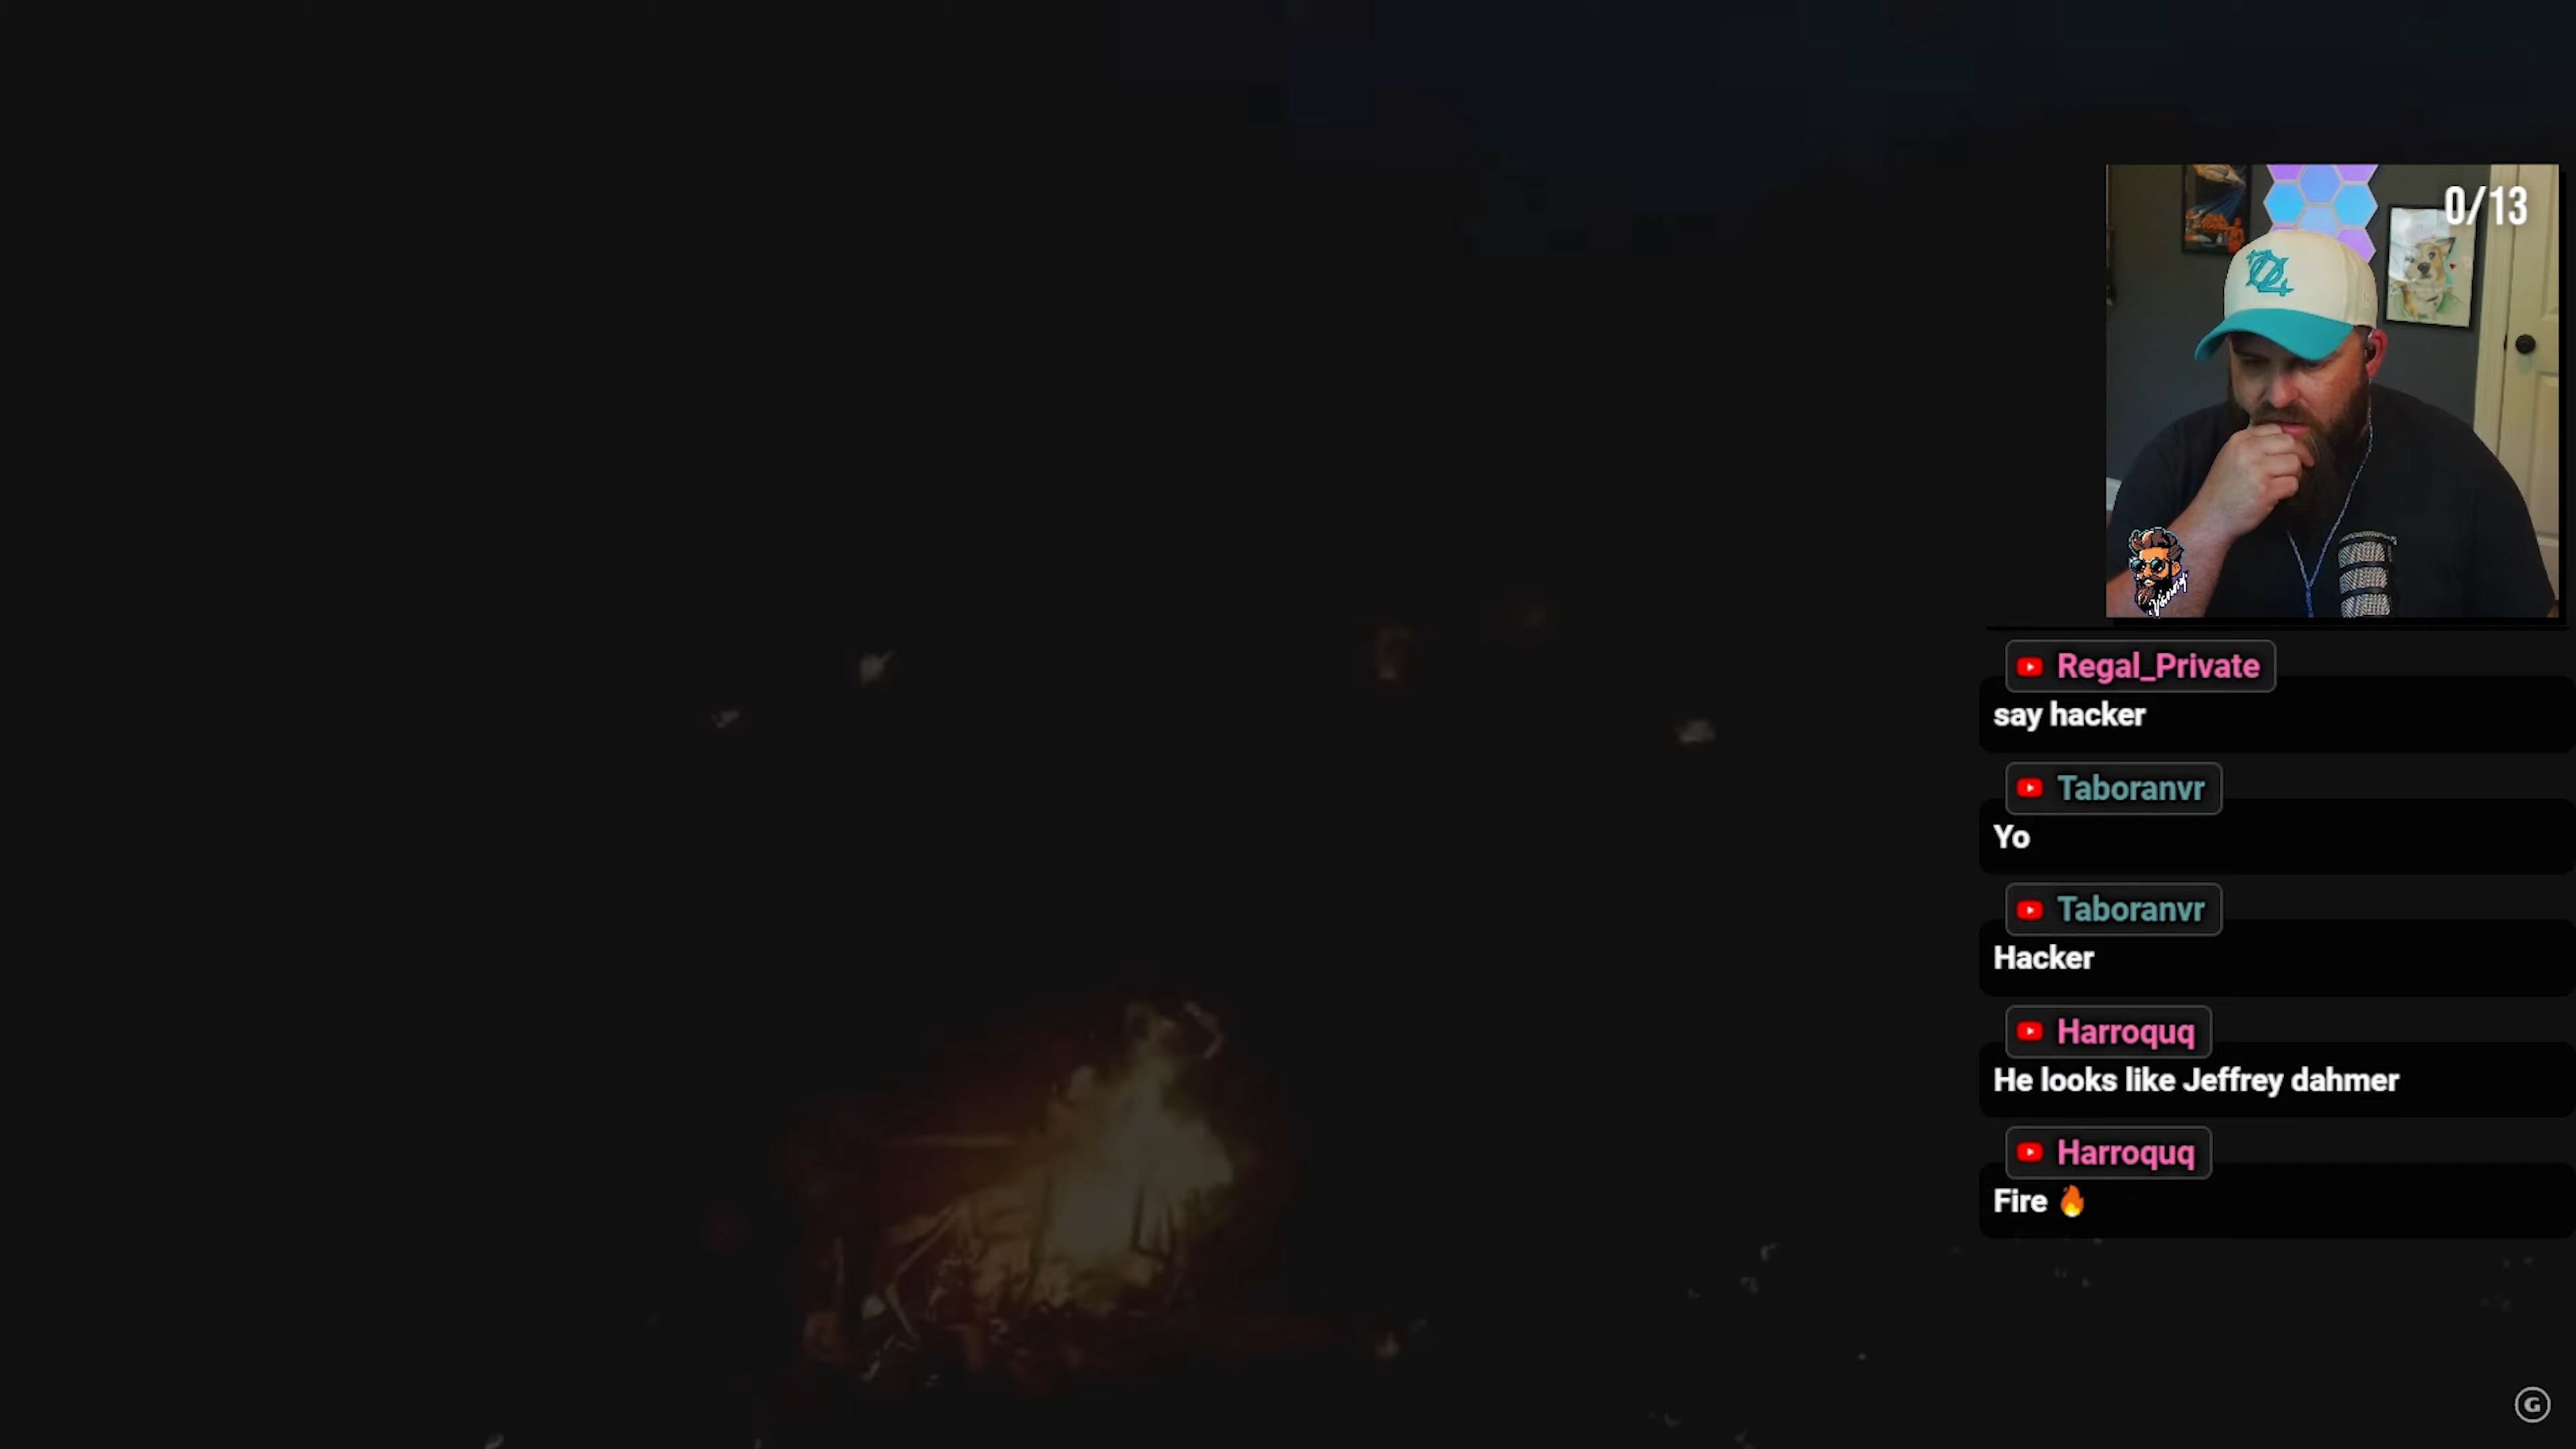 0/13
Regal_Private
say hacker
Taboranvr
Yo
Taboranvr
Hacker
Harroquq
He looks like Jeffrey dahmer
Harroquq
Fire 🔥
G